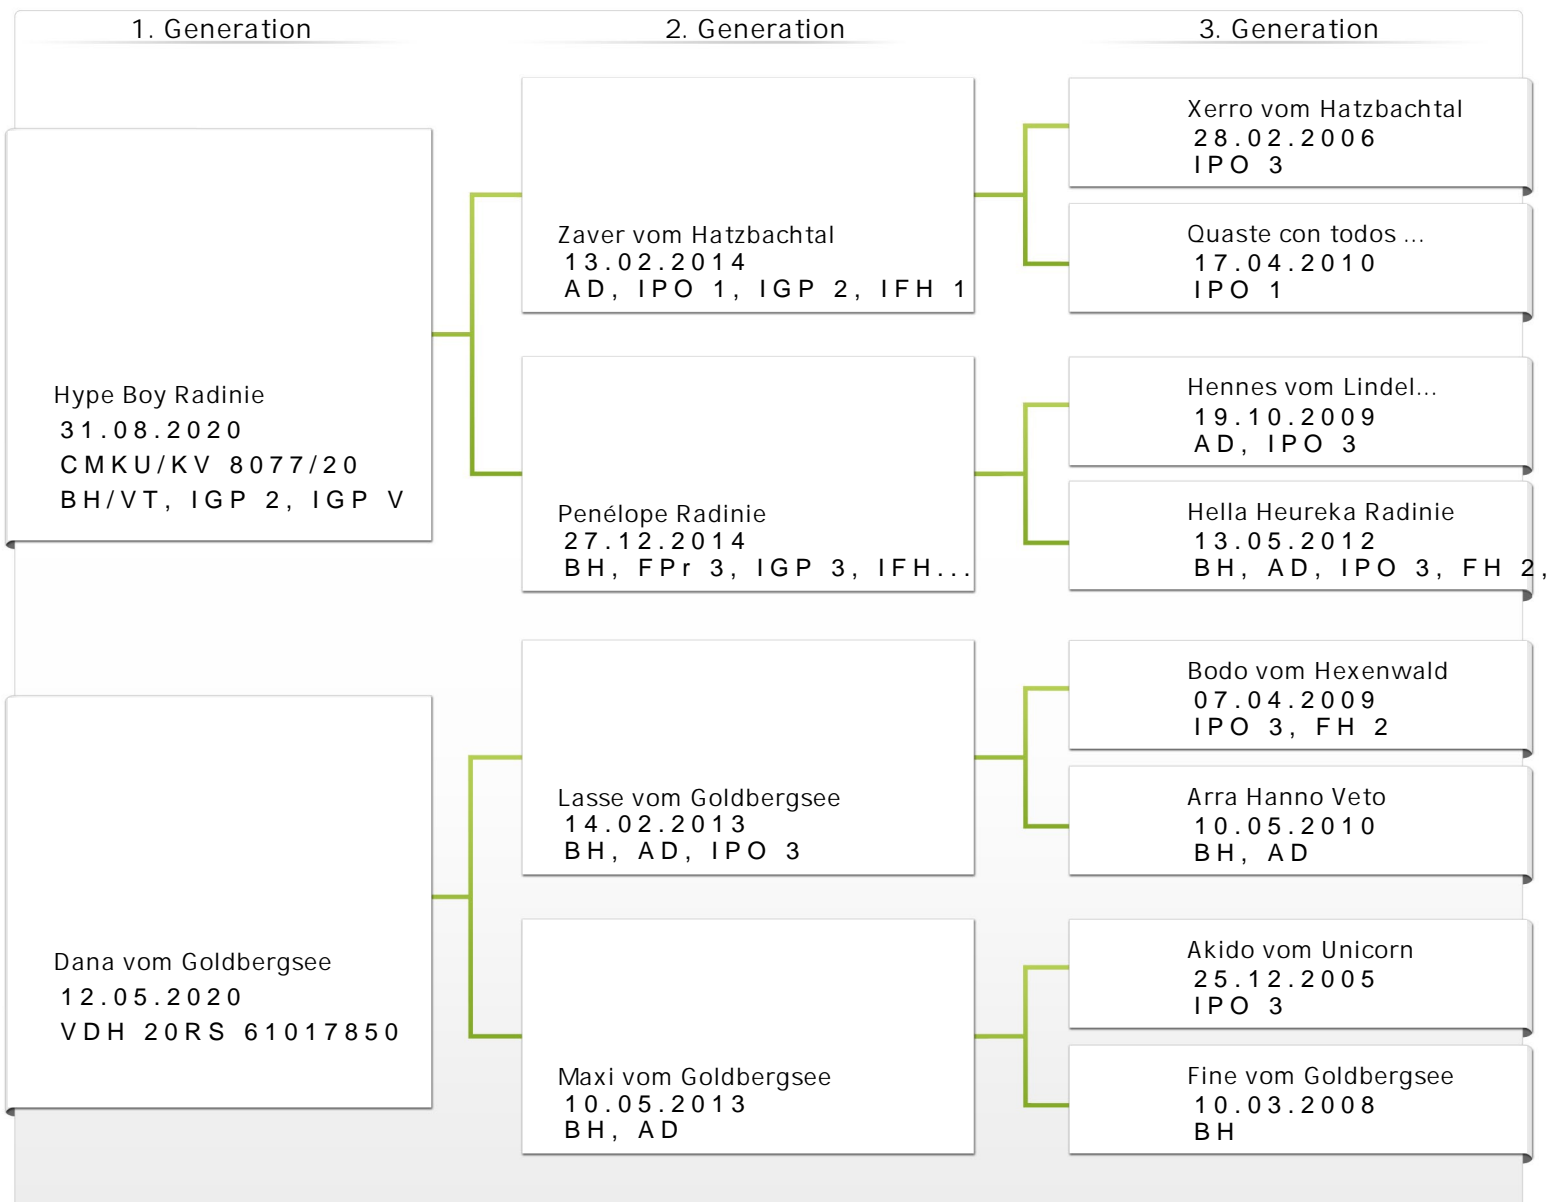 1. Generation
2. Generation
3. Generation
Hype Boy Radinie
31.08.2020
CMKU/KV 8077/20
BH/VT, IGP 2, IGP V
Dana vom Goldbergsee
12.05.2020
VDH 20RS 61017850
Zaver vom Hatzbachtal
13.02.2014
AD, IPO 1, IGP 2, IFH 1
Penélope Radinie
27.12.2014
BH, FPr 3, IGP 3, IFH...
Lasse vom Goldbergsee
14.02.2013
BH, AD, IPO 3
Maxi vom Goldbergsee
10.05.2013
BH, AD
Xerro vom Hatzbachtal
28.02.2006
IPO 3
Quaste con todos ...
17.04.2010
IPO 1
Hennes vom Lindel...
19.10.2009
AD, IPO 3
Hella Heureka Radinie
13.05.2012
BH, AD, IPO 3, FH 2,
Bodo vom Hexenwald
07.04.2009
IPO 3, FH 2
Arra Hanno Veto
10.05.2010
BH, AD
Akido vom Unicorn
25.12.2005
IPO 3
Fine vom Goldbergsee
10.03.2008
BH